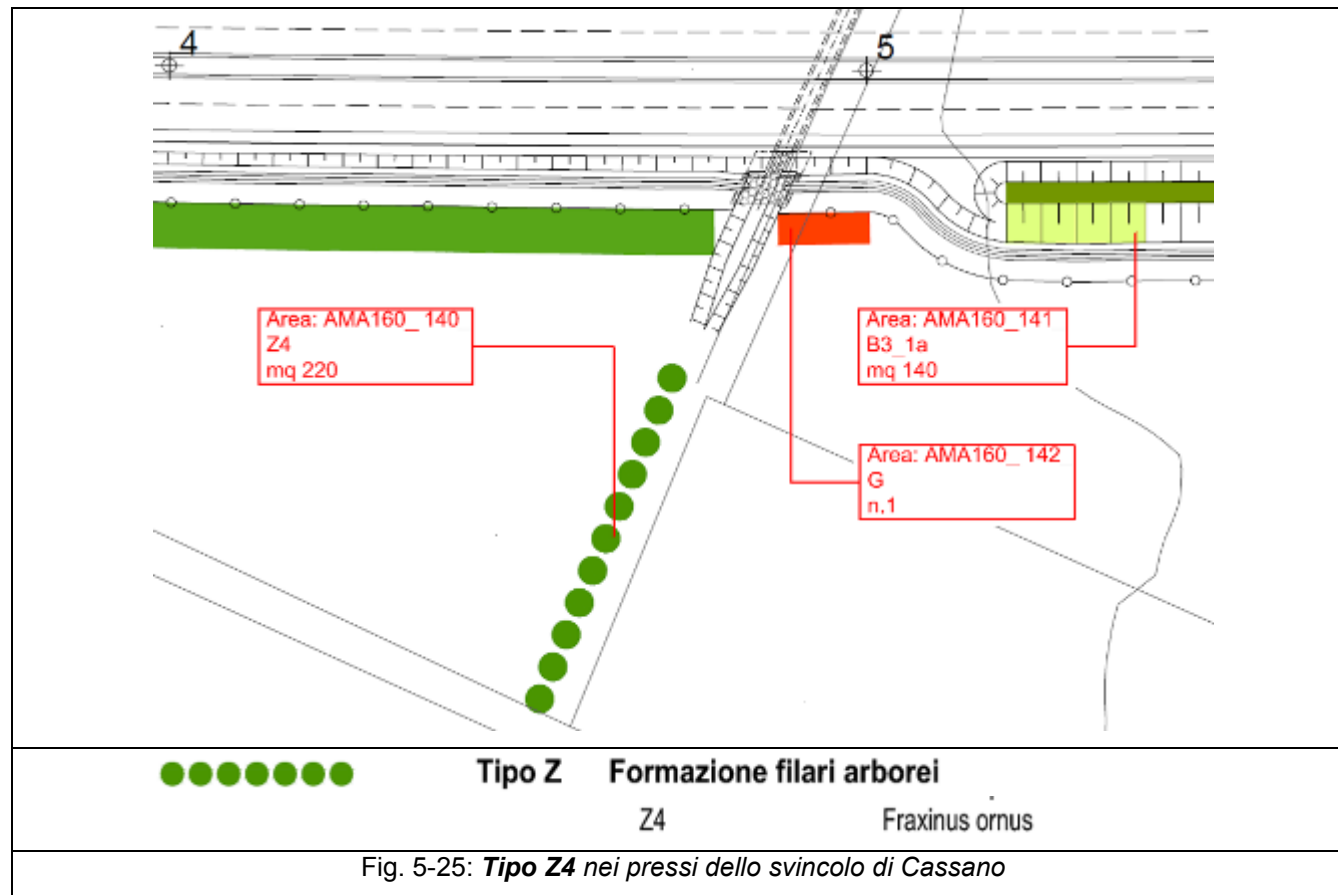 4
5
Area: AMA160_ 140
Z4
mq 220
Area: AMA160_141
B3_1a
mq 140
Area: AMA160_ 142
G
n,1
Tipo Z Formazione filari arborei
Z4 Fraxinus ornus
Fig. 5-25: Tipo Z4 nei pressi dello svincolo di Cassano